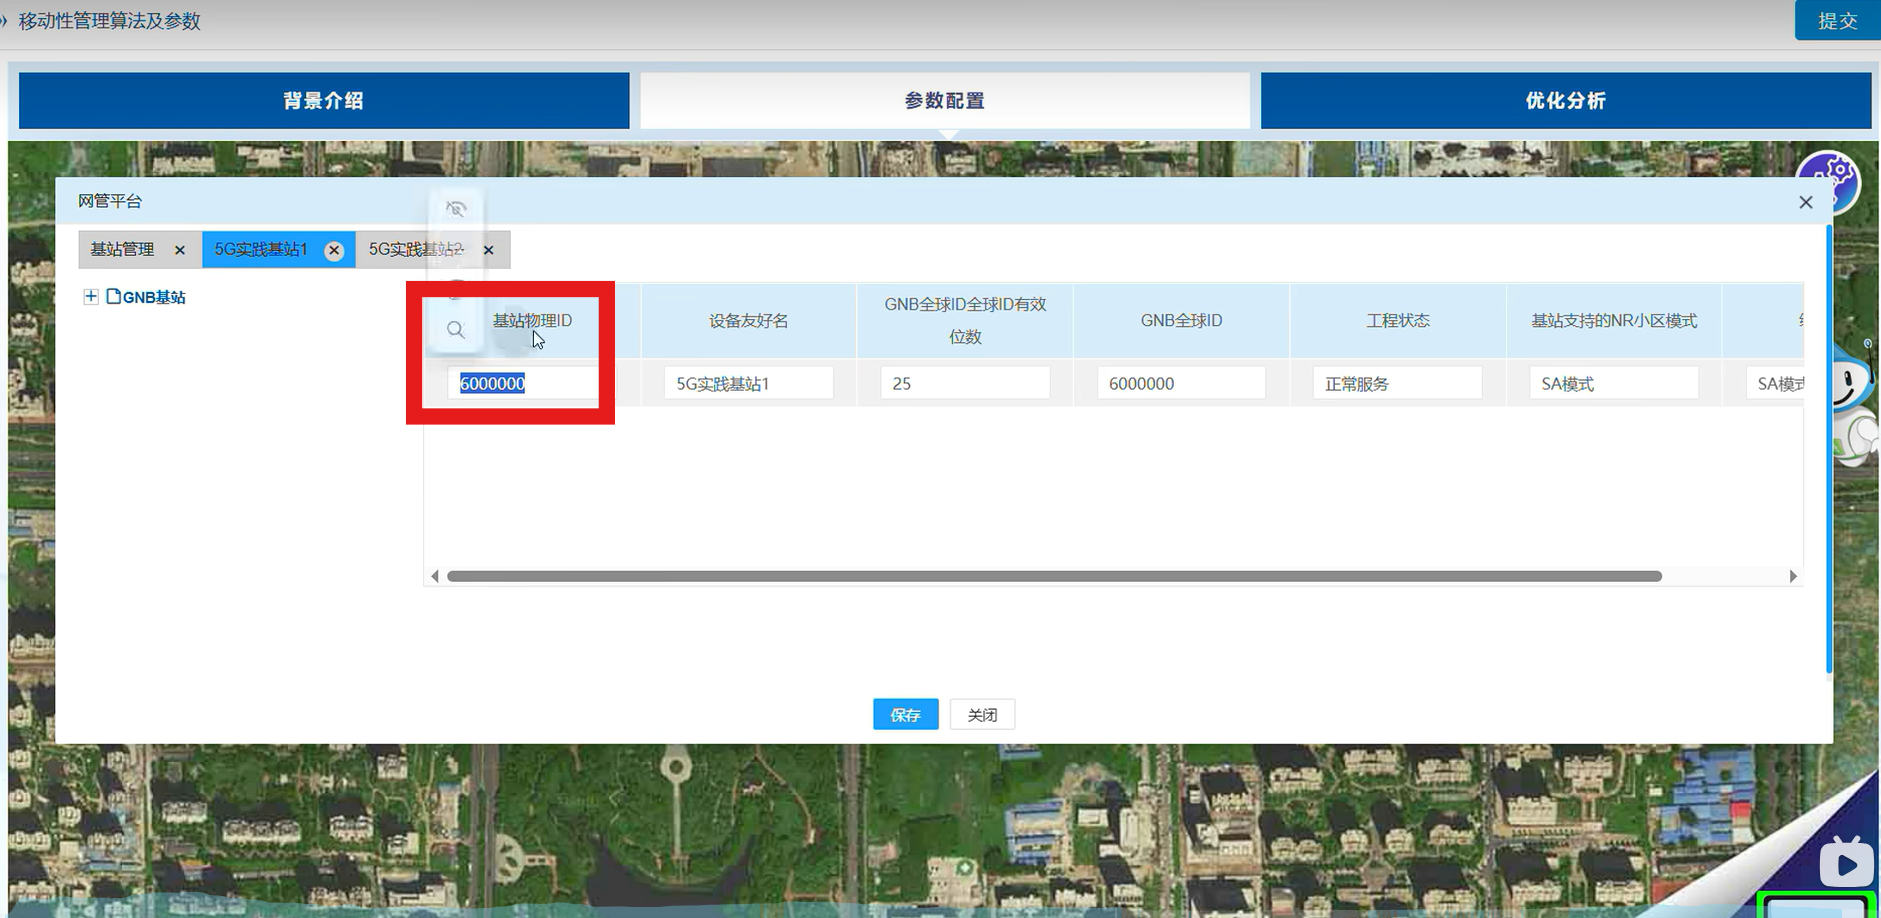 移动性管理算法及参数
提交
背景介绍
参数配置
优化分析
网管平台
基站管理
5G实践基站1
5G实践基站2
GNB基站
基站物理ID
设备友好名
GNB全球ID全球ID有效
位数
GNB全球ID
工程状态
基站支持的NR小区模式
6000000
5G实践基站1
25
6000000
正常服务
SA模式
SA模式
保存
关闭